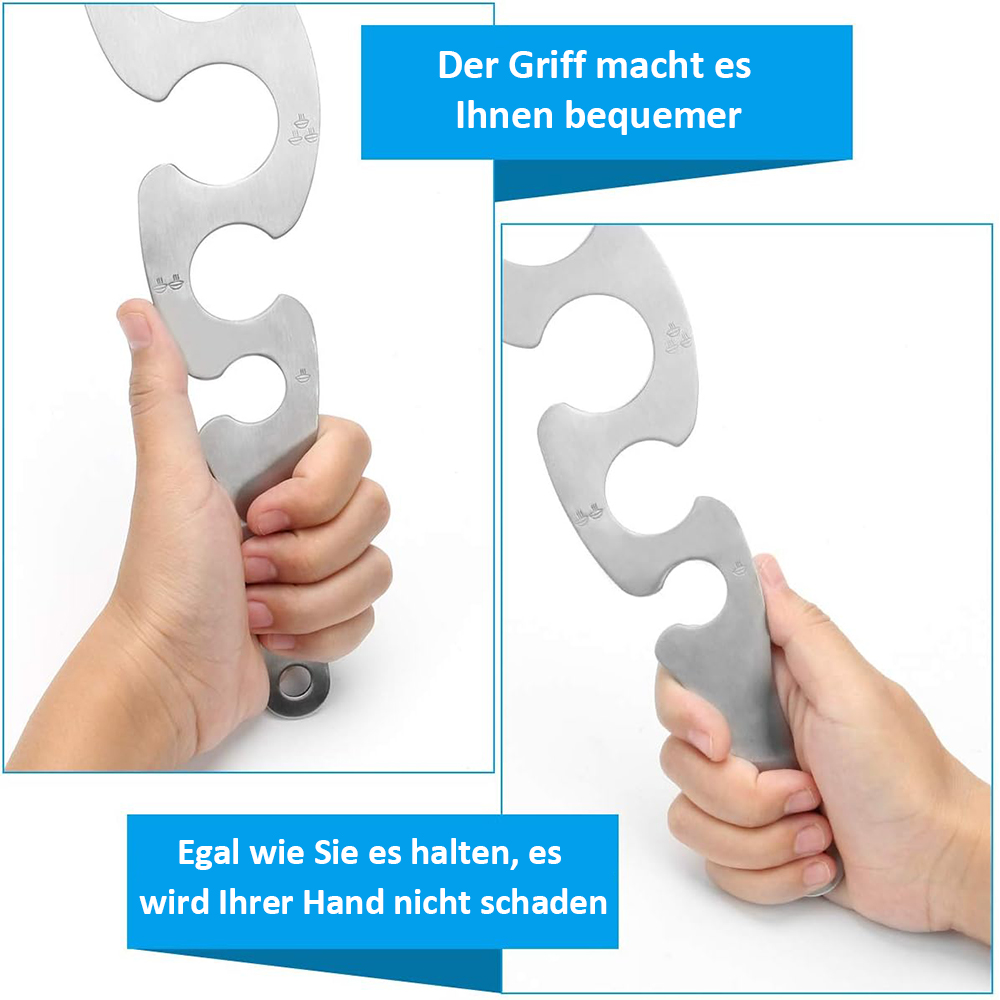 Der Griff macht es
Ihnen bequemer
Egal wie Sie es halten, es
wird Ihrer Hand nicht schaden